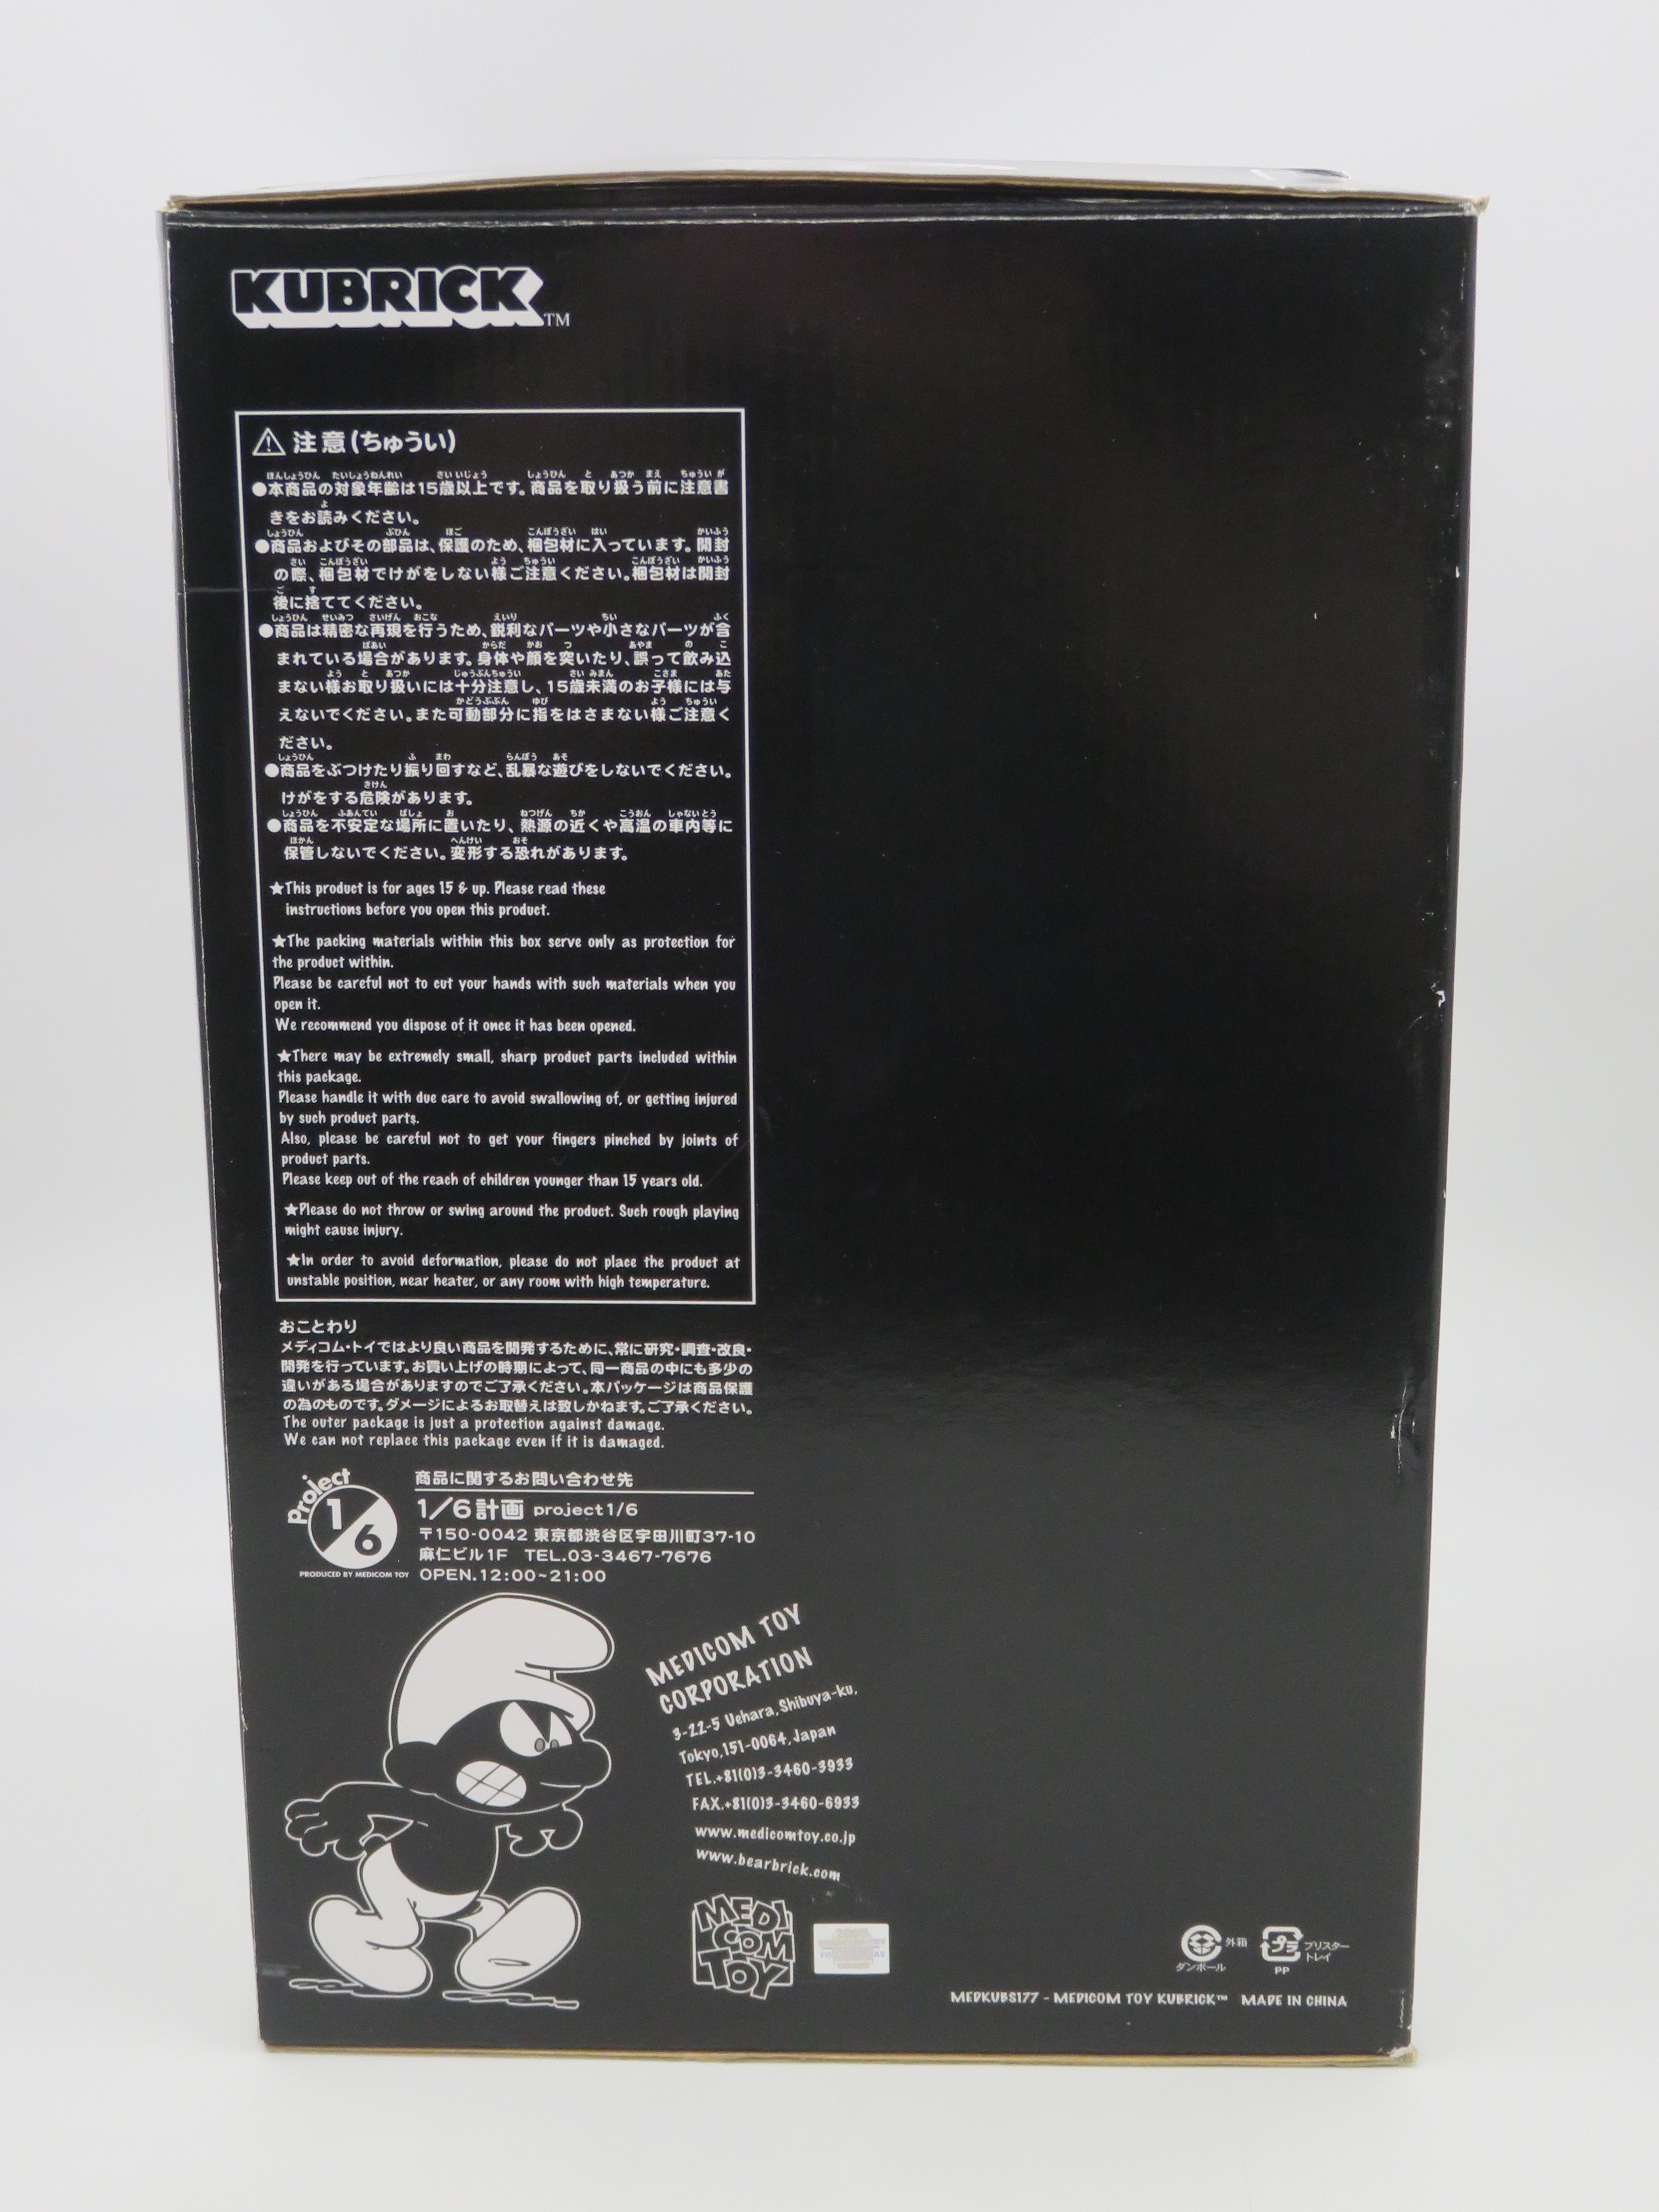 KUBRICK™
注意(ちゅうい)
●本商品の対象年齢は15歳以上です。商品を取り扱う前に注意書
きをお読みください。
●商品およびその部品は、保護のため、梱包材に入っています。開封
の際、梱包材でけがをしない様ご注意ください。梱包材は開封
後に捨ててください。
●商品は精密な再現を行うため、鋭利なパーツや小さなパーツが含
まれている場合があります。身体や顔を突いたり、誤って飲み込
まない様お取り扱いには十分注意し、15歳未満のお子様には与
えないでください。また可動部分に指をはさまない様ご注意く
ださい。
●商品をぶつけたり振り回すなど、乱暴な遊びをしないでください。
けがをする危険があります。
●商品を不安定な場所に置いたり、熱源の近くや高温の車内等に
保管しないでください。変形する恐れがあります。
★This product is for ages 15 & up. Please read these
instructions before you open this product.
★The packing materials within this box serve only as protection for
the product within.
Please be careful not to cut your hands with such materials when you
open it.
We recommend you dispose of it once it has been opened.
★There may be extremely small, sharp product parts included within
this package.
Please handle it with due care to avoid swallowing of, or getting injured
by such product parts.
Also, please be careful not to get your fingers pinched by joints of
product parts.
Please keep out of the reach of children younger than 15 years old.
★Please do not throw or swing around the product. Such rough playing
might cause injury.
★In order to avoid deformation, please do not place the product at
unstable position, near heater, or any room with high temperature.
おことわり
メディコム・トイではより良い商品を開発するために、常に研究・調査・改良・
開発を行っています。お買い上げの時期によって、同一商品の中にも多少の
違いがある場合がありますのでご了承ください。本パッケージは商品保護
の為のものです。ダメージによるお取替えは致しかねます。ご了承ください。
The outer package is just a protection against damage.
We can not replace this package even if it is damaged.
Project
1/6
PRODUCED BY MEDICOM TOY
商品に関するお問い合わせ先
1/6計画 project1/6
〒150-0042 東京都渋谷区宇田川町37-10
麻仁ビル1F TEL.03-3467-7676
OPEN.12:00~21:00
MEDICOM TOY
CORPORATION
3-22-5 Uehara,Shibuya-ku,
Tokyo,151-0064,Japan
TEL.+81(0)3-3460-3933
FAX.+81(0)3-3460-6933
www.medicomtoy.co.jp
www.bearbrick.com
MEDI
COM
TOY
外箱
ダンボール
プラ
ブリスター
トレイ
PP
MEDKUBS177 - MEDICOM TOY KUBRICK™ MADE IN CHINA